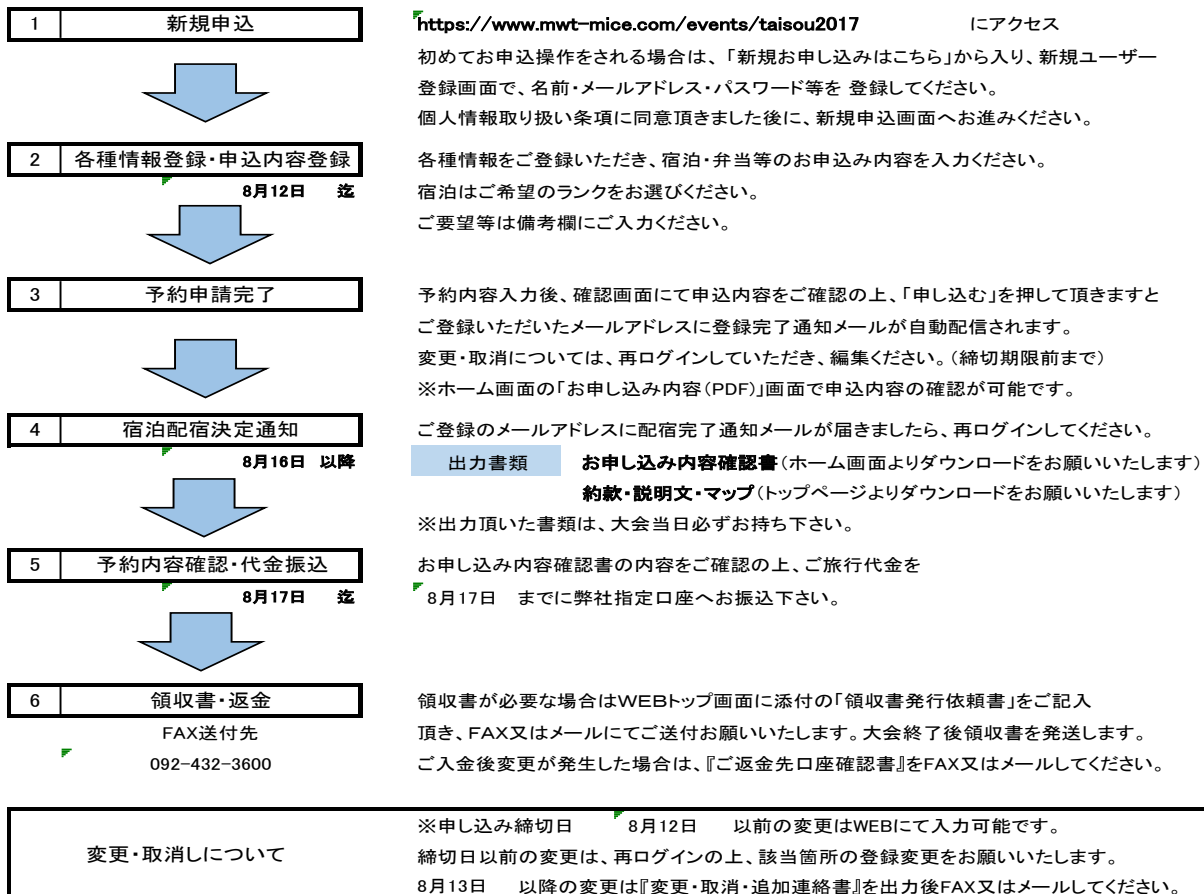 1 新規申込 https://www.mwt-mice.com/events/taisou2017 にアクセス
初めてお申込操作をされる場合は、「新規お申し込みはこちら」から入り、新規ユーザー
登録画面で、名前・メールアドレス・パスワード等を 登録してください。
個人情報取り扱い条項に同意頂きました後に、新規申込画面へお進みください。
2 各種情報登録・申込内容登録 各種情報をご登録いただき、宿泊・弁当等のお申込み内容を入力ください。
8月12日 迄 宿泊はご希望のランクをお選びください。
ご要望等は備考欄にご入力ください。
3 予約申請完了 予約内容入力後、確認画面にて申込内容をご確認の上、「申し込む」を押して頂きますと
ご登録いただいたメールアドレスに登録完了通知メールが自動配信されます。
変更・取消については、再ログインしていただき、編集ください。（締切期限前まで）
※ホーム画面の「お申し込み内容（PDF）」画面で申込内容の確認が可能です。
4 宿泊配宿決定通知 ご登録のメールアドレスに配宿完了通知メールが届きましたら、再ログインしてください。
8月16日 以降 出力書類 お申し込み内容確認書（ホーム画面よりダウンロードをお願いいたします）
約款・説明文・マップ（トップページよりダウンロードをお願いいたします）
※出力頂いた書類は、大会当日必ずお持ち下さい。
5 予約内容確認・代金振込 お申し込み内容確認書の内容をご確認の上、ご旅行代金を
8月17日 迄 8月17日 までに弊社指定口座へお振込下さい。
6 領収書・返金 領収書が必要な場合はＷＥＢトップ画面に添付の「領収書発行依頼書」をご記入
FAX送付先 頂き、FAX又はメールにてご送付お願いいたします。大会終了後領収書を発送します。
092-432-3600 ご入金後変更が発生した場合は、『ご返金先口座確認書』をFAX又はメールしてください。
※申し込み締切日 8月12日 以前の変更はWEBにて入力可能です。
変更・取消しについて 締切日以前の変更は、再ログインの上、該当箇所の登録変更をお願いいたします。
8月13日 以降の変更は『変更・取消・追加連絡書』を出力後FAX又はメールしてください。